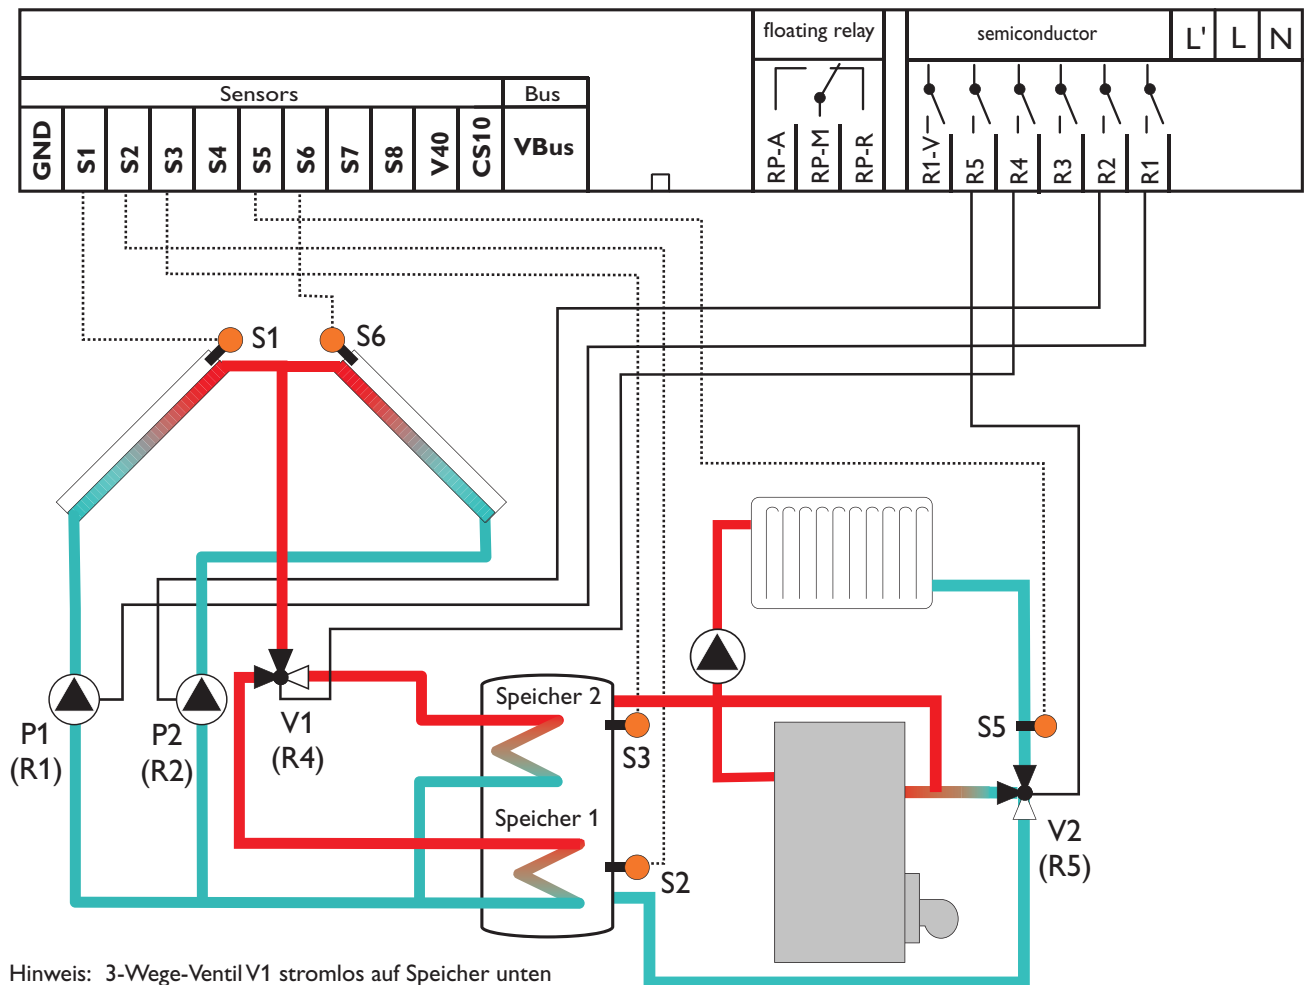 floating relay
semiconductor
L' L N
Sensors
Bus
GND S1 S2 S3 S4 S5 S6 S7 S8 V40 CS10 VBus
RP-A RP-M RP-R
R1-V R5 R4 R3 R2 R1
S1
S6
Speicher 2
S3
S5
P1
(R1)
P2
(R2)
V1
(R4)
Speicher 1
S2
V2
(R5)
Hinweis: 3-Wege-Ventil V1 stromlos auf Speicher unten